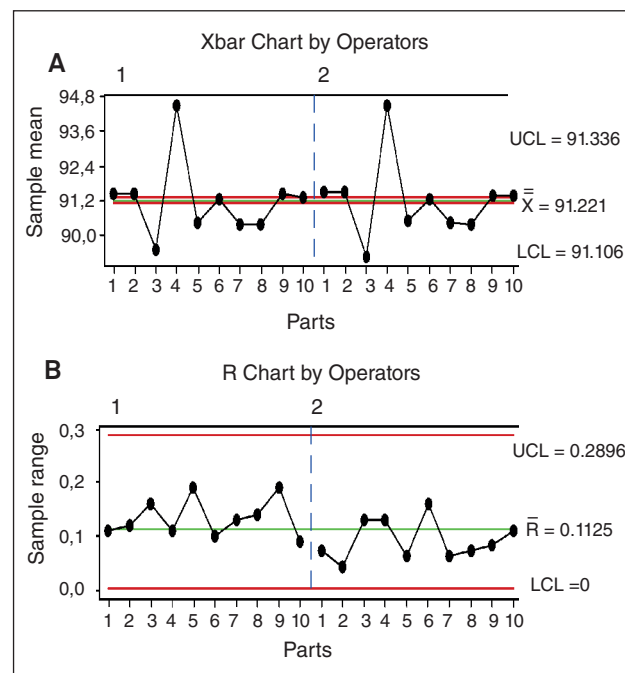 Xbar Chart by Operators
A
1 2
94,8
93,6
92,4
91,2
90,0
Sample mean
UCL = 91.336
X̿ = 91.221
LCL = 91.106
1 2 3 4 5 6 7 8 9 10 1 2 3 4 5 6 7 8 9 10
Parts
B
R Chart by Operators
1 2
0,3
0,2
0,1
0,0
Sample range
UCL = 0.2896
R̅ = 0.1125
LCL =0
1 2 3 4 5 6 7 8 9 10 1 2 3 4 5 6 7 8 9 10
Parts